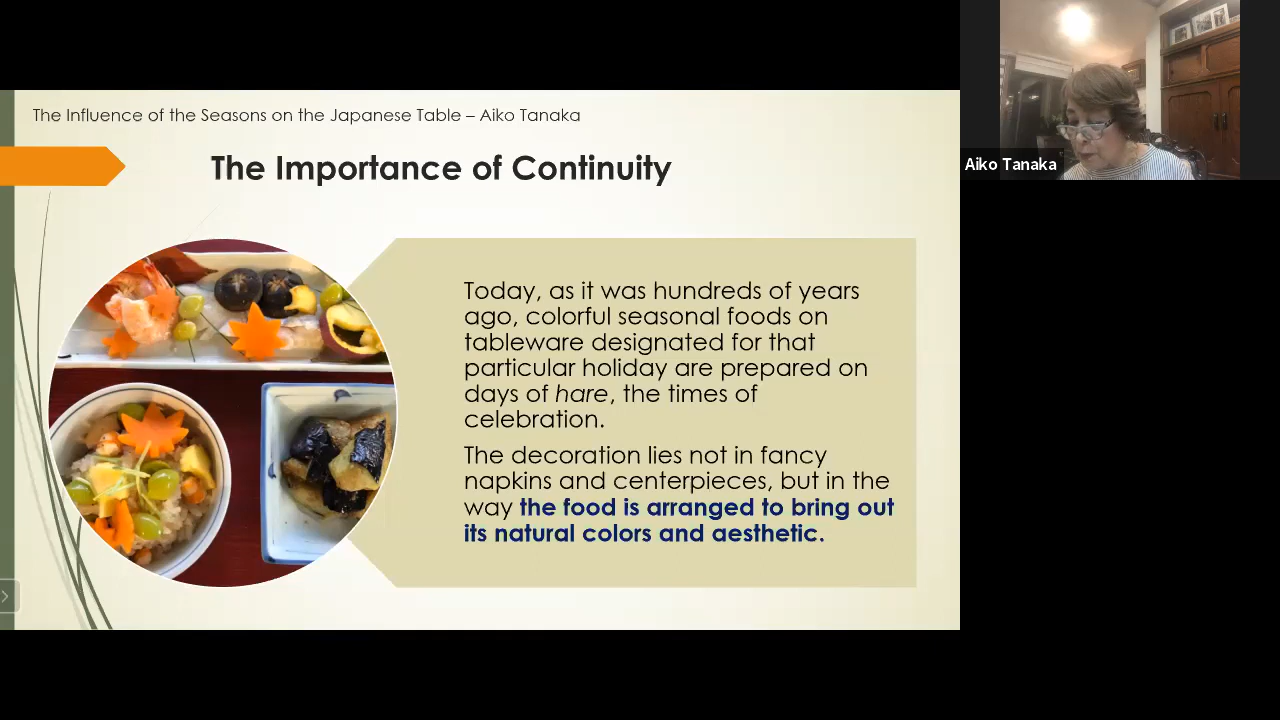 The Influence of the Seasons on the Japanese Table – Aiko Tanaka
The Importance of Continuity
Today, as it was hundreds of years
ago, colorful seasonal foods on
tableware designated for that
particular holiday are prepared on
days of hare, the times of
celebration.
The decoration lies not in fancy
napkins and centerpieces, but in the
way the food is arranged to bring out
its natural colors and aesthetic.
Aiko Tanaka